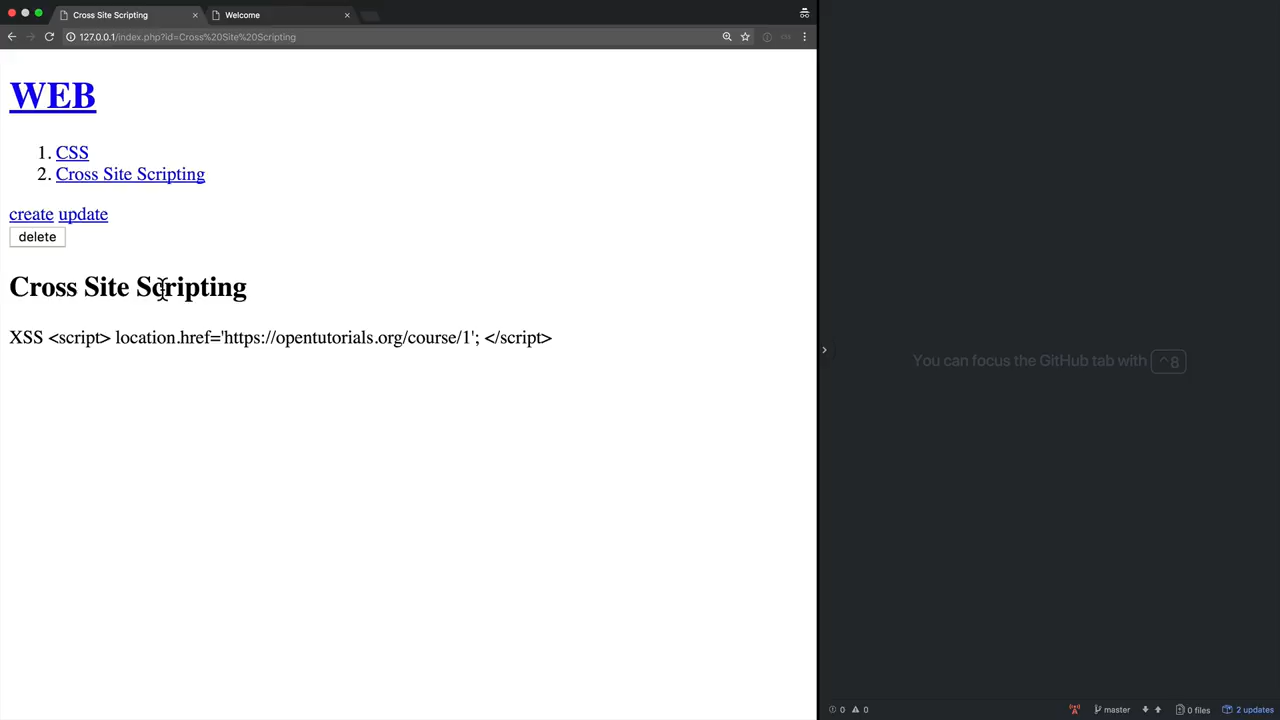 Cross Site Scripting
Welcome
127.0.0.1/index.php?id=Cross%20Site%20Scripting
WEB
1. CSS
2. Cross Site Scripting
create update
delete
Cross Site Scripting
XSS <script> location.href='https://opentutorials.org/course/1'; </script>
You can focus the GitHub tab with ^8
0 0 master 0 files 2 updates